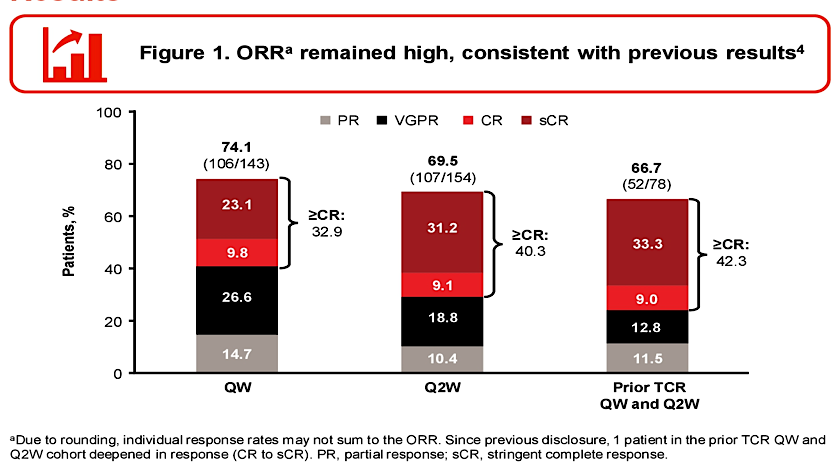 Figure 1. ORRᵃ remained high, consistent with previous results⁴
PR VGPR CR sCR
Patients, %
100
80
60
40
20
0
74.1
(106/143)
23.1
9.8
26.6
14.7
≥CR:
32.9
QW
69.5
(107/154)
31.2
9.1
18.8
10.4
≥CR:
40.3
Q2W
66.7
(52/78)
33.3
9.0
12.8
11.5
≥CR:
42.3
Prior TCR
QW and Q2W
ᵃDue to rounding, individual response rates may not sum to the ORR. Since previous disclosure, 1 patient in the prior TCR QW and
Q2W cohort deepened in response (CR to sCR). PR, partial response; sCR, stringent complete response.